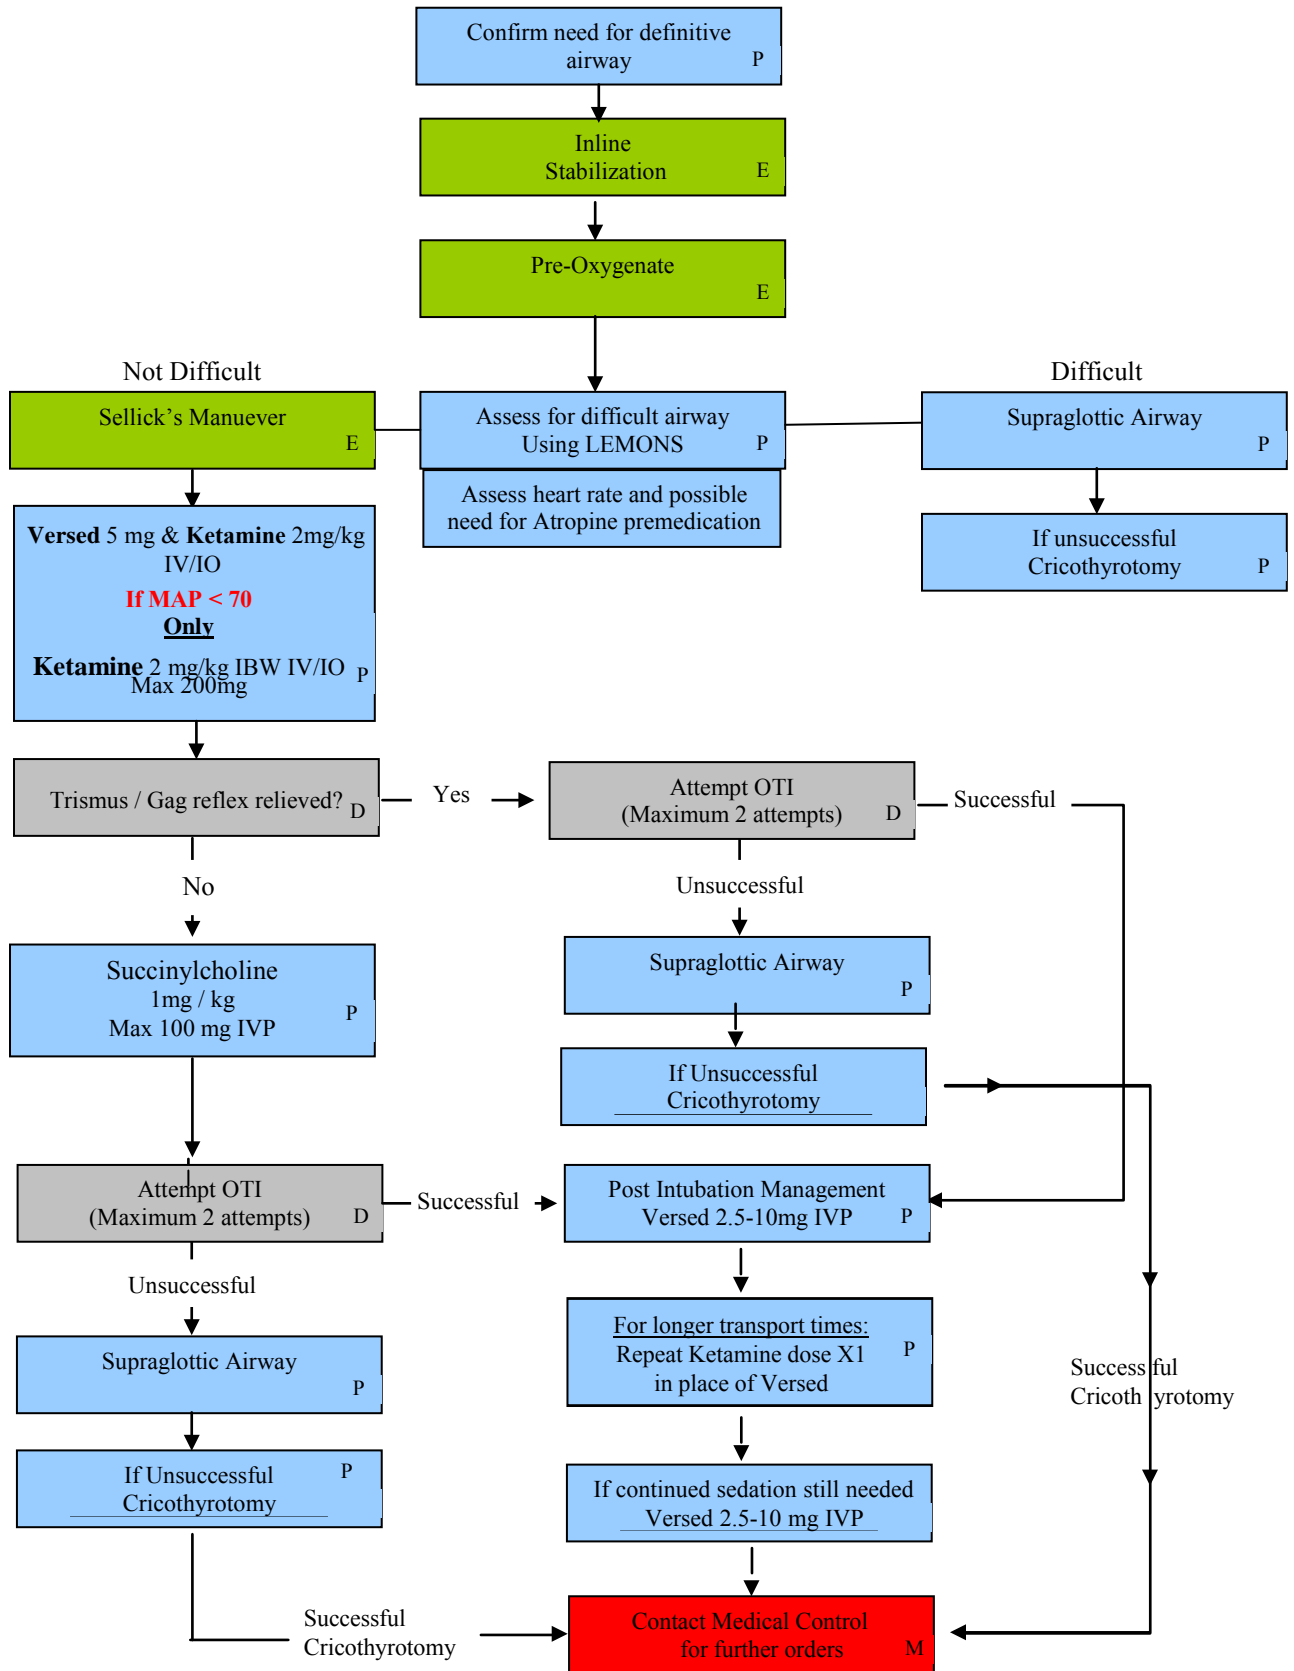 Confirm need for definitive
airway P
Inline
Stabilization E
Pre-Oxygenate
E
Not Difficult
Difficult
Sellick’s Manuever
E
Assess for difficult airway
Using LEMONS P
Supraglottic Airway
P
Assess heart rate and possible
need for Atropine premedication
If unsuccessful
Cricothyrotomy P
Versed 5 mg & Ketamine 2mg/kg
IV/IO
If MAP < 70
Only
Ketamine 2 mg/kg IBW IV/IO P
Max 200mg
Trismus / Gag reflex relieved? D
Yes
Attempt OTI
(Maximum 2 attempts) D
Successful
No
Unsuccessful
Succinylcholine
1mg / kg
Max 100 mg IVP P
Supraglottic Airway
P
If Unsuccessful
Cricothyrotomy
Attempt OTI
(Maximum 2 attempts) D
Successful
Post Intubation Management
Versed 2.5-10mg IVP P
Unsuccessful
For longer transport times:
Repeat Ketamine dose X1 P
in place of Versed
Supraglottic Airway
P
Success ful
Cricoth yrotomy
If Unsuccessful P
Cricothyrotomy
If continued sedation still needed
Versed 2.5-10 mg IVP
Successful
Cricothyrotomy
Contact Medical Control
for further orders M